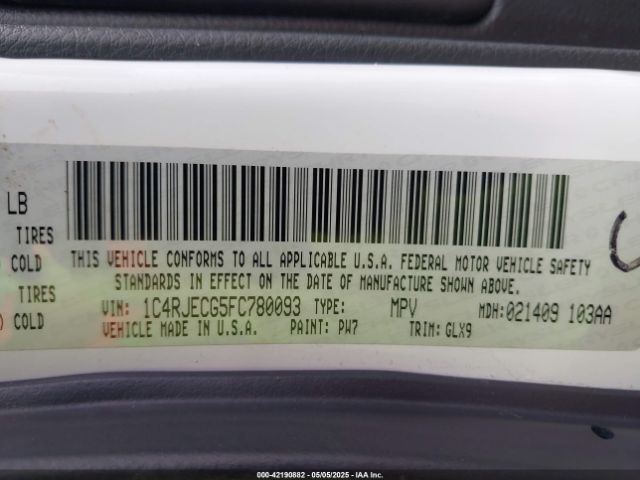 LB
TIRES
COLD
TIRES
) COLD
THIS VEHICLE CONFORMS TO ALL APPLICABLE U.S.A. FEDERAL MOTOR VEHICLE SAFETY
STANDARDS IN EFFECT ON THE DATE OF MANUFACTURE SHOWN ABOVE.
VIN: 1C4RJECG5FC780093 TYPE: MPV MDH:021409 103AA
VEHICLE MADE IN U.S.A. PAINT: PW7 TRIM: GLX9
000-42190882 - 05/05/2025 - IAA Inc.